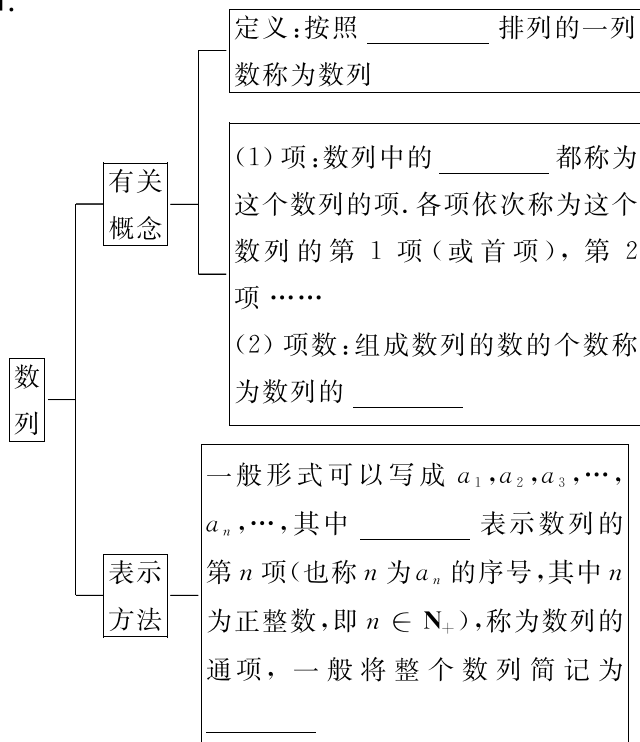 1.
定义:按照 __________ 排列的一列
数称为数列
(1) 项:数列中的 __________ 都称为
这个数列的项. 各项依次称为这个
数列的第 1 项(或首项), 第 2
项 ……
(2) 项数:组成数列的数的个数称
为数列的 __________
有关
概念
数
列
一般形式可以写成 a₁,a₂,a₃,…,
aₙ,…,其中 __________ 表示数列的
第 n 项(也称 n 为 aₙ 的序号,其中 n
为正整数,即 n ∈ N₊),称为数列的
通项, 一般将整个数列简记为
__________
表示
方法